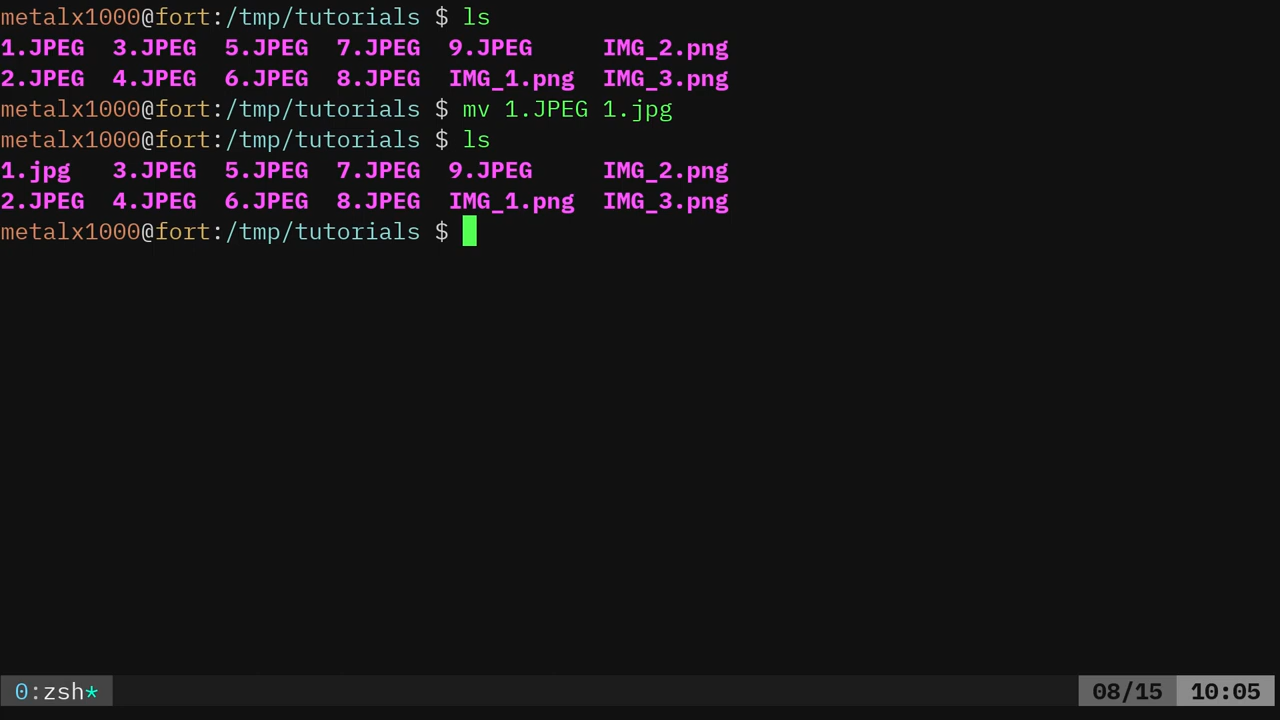 metalx1000@fort:/tmp/tutorials $ ls
1.JPEG  3.JPEG  5.JPEG  7.JPEG  9.JPEG     IMG_2.png
2.JPEG  4.JPEG  6.JPEG  8.JPEG  IMG_1.png  IMG_3.png
metalx1000@fort:/tmp/tutorials $ mv 1.JPEG 1.jpg
metalx1000@fort:/tmp/tutorials $ ls
1.jpg   3.JPEG  5.JPEG  7.JPEG  9.JPEG     IMG_2.png
2.JPEG  4.JPEG  6.JPEG  8.JPEG  IMG_1.png  IMG_3.png
metalx1000@fort:/tmp/tutorials $
0:zsh* 08/15 10:05